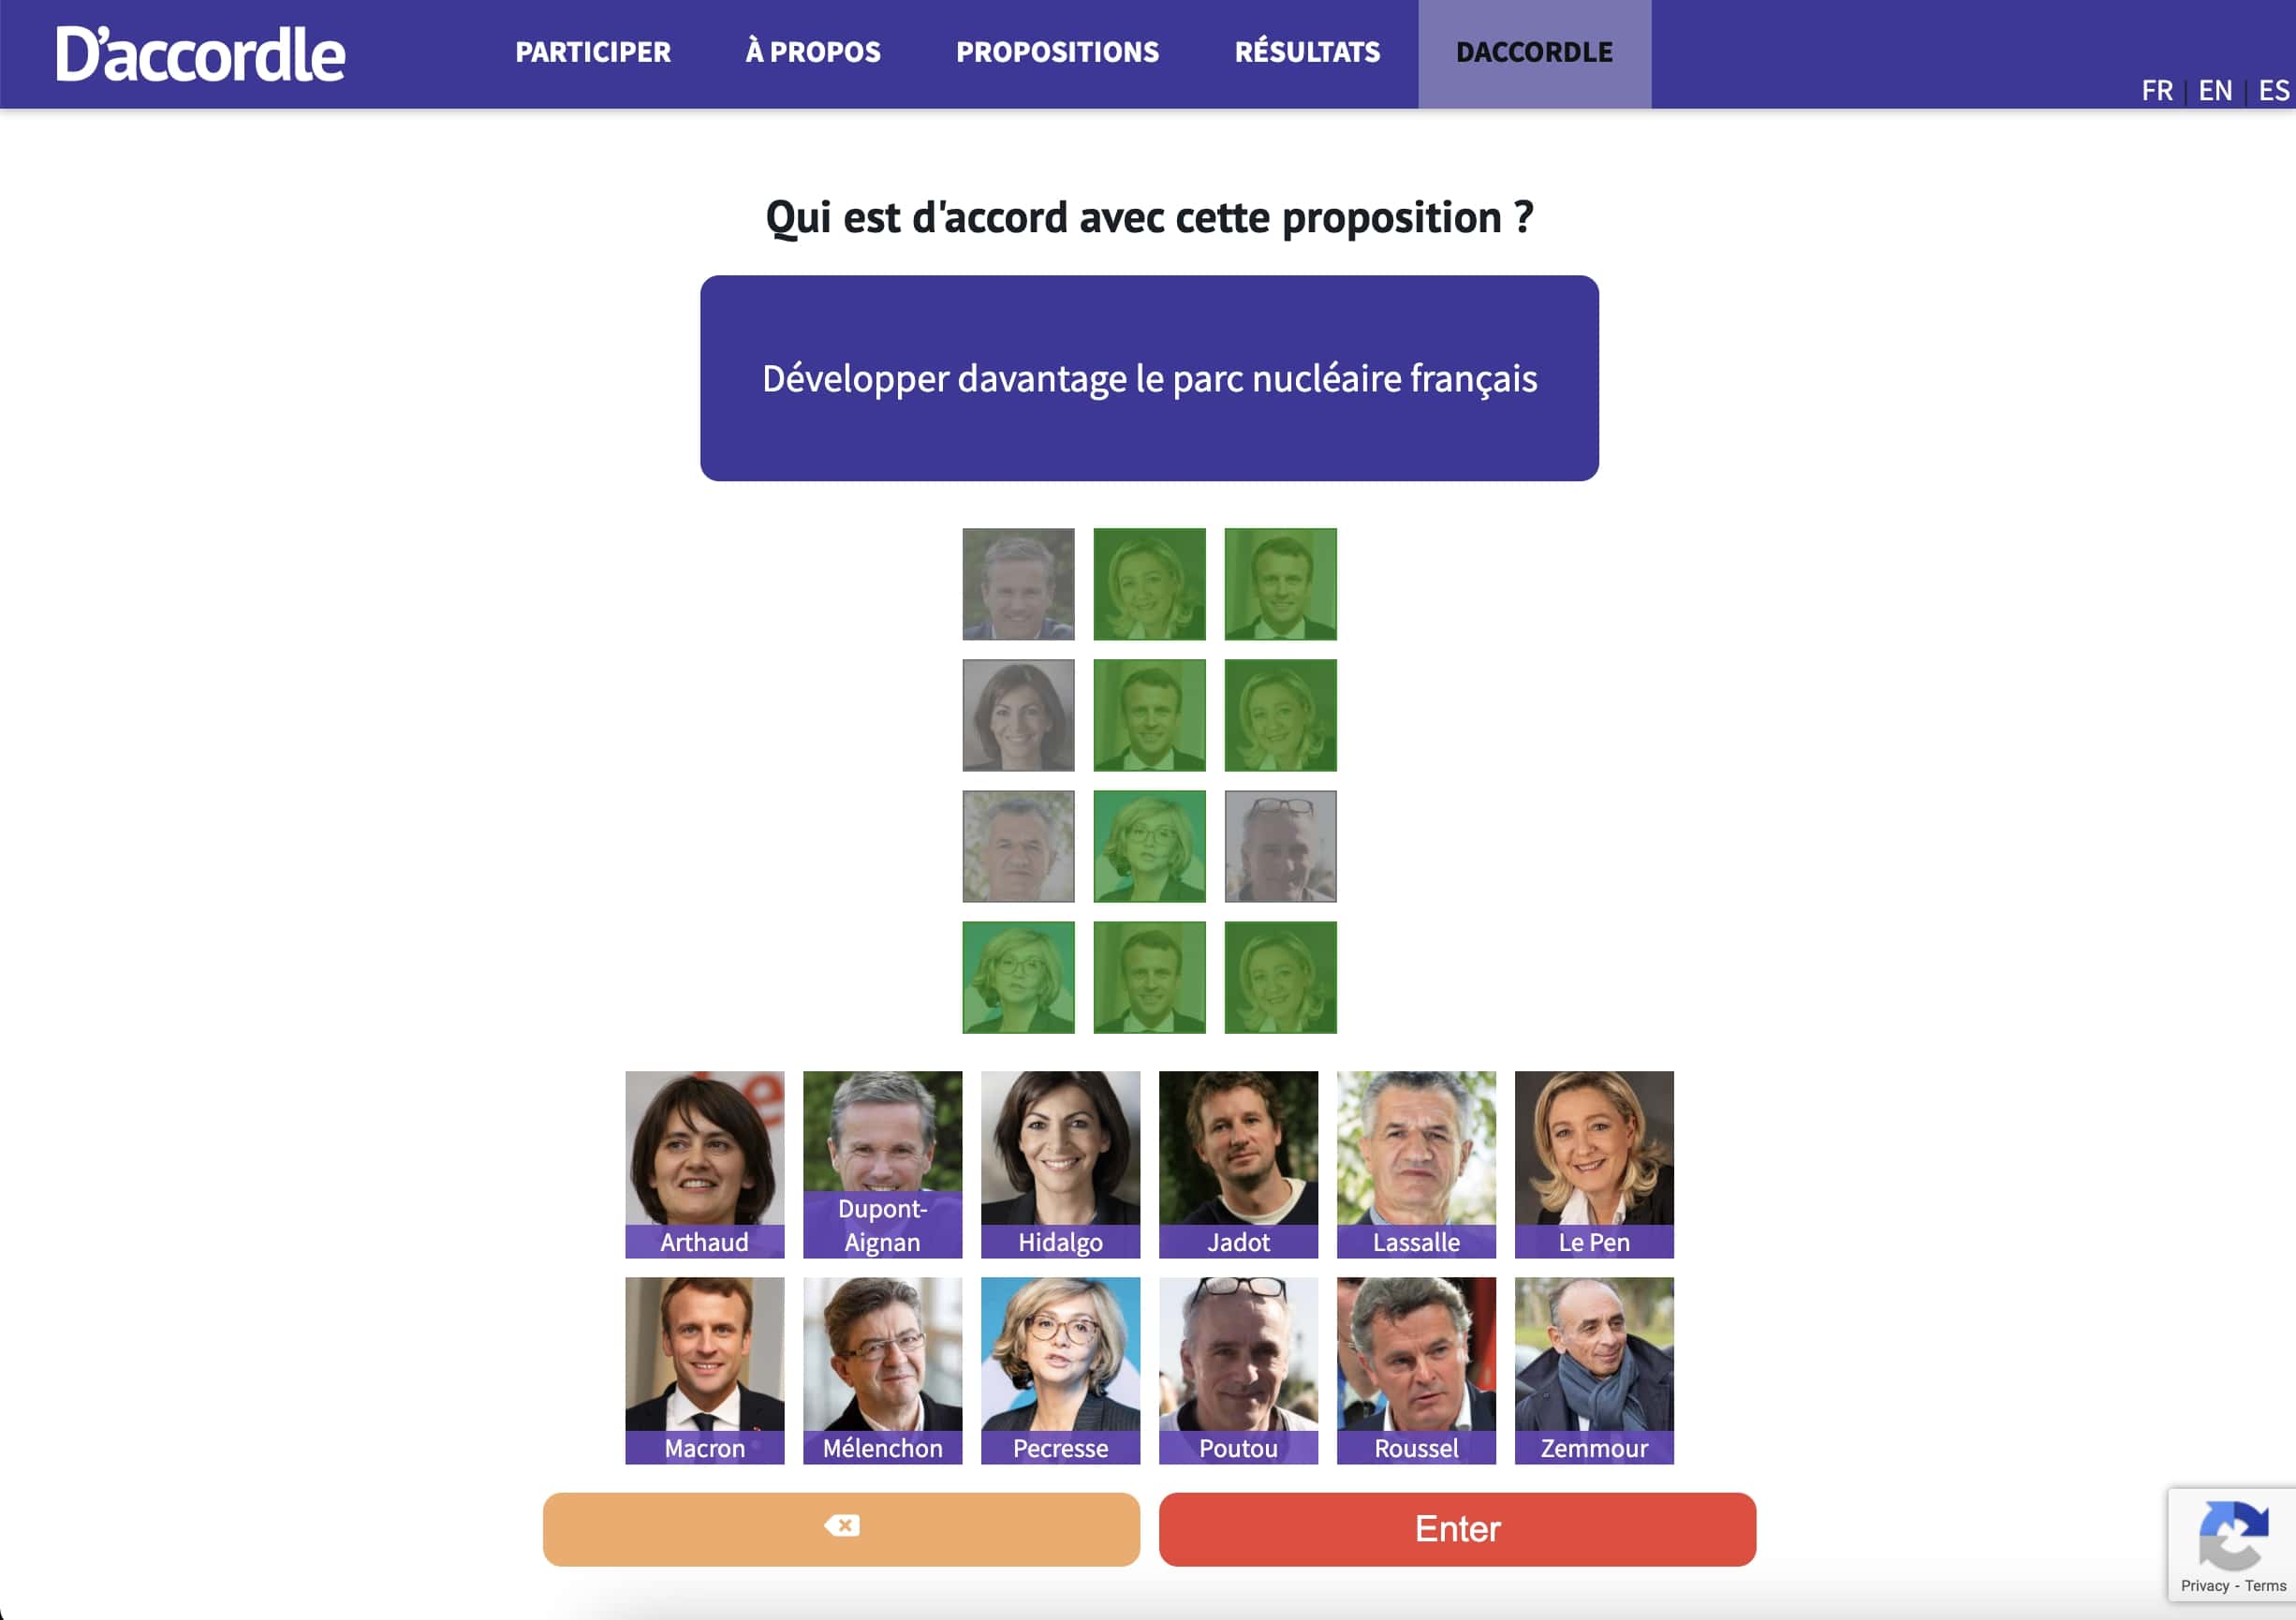 D'accordle
PARTICIPER
À PROPOS
PROPOSITIONS
RÉSULTATS
DACCORDLE
FR | EN | ES
Qui est d'accord avec cette proposition ?
Développer davantage le parc nucléaire français
Arthaud
Dupont-
Aignan
Hidalgo
Jadot
Lassalle
Le Pen
Macron
Mélenchon
Pecresse
Poutou
Roussel
Zemmour
Enter
Privacy - Terms